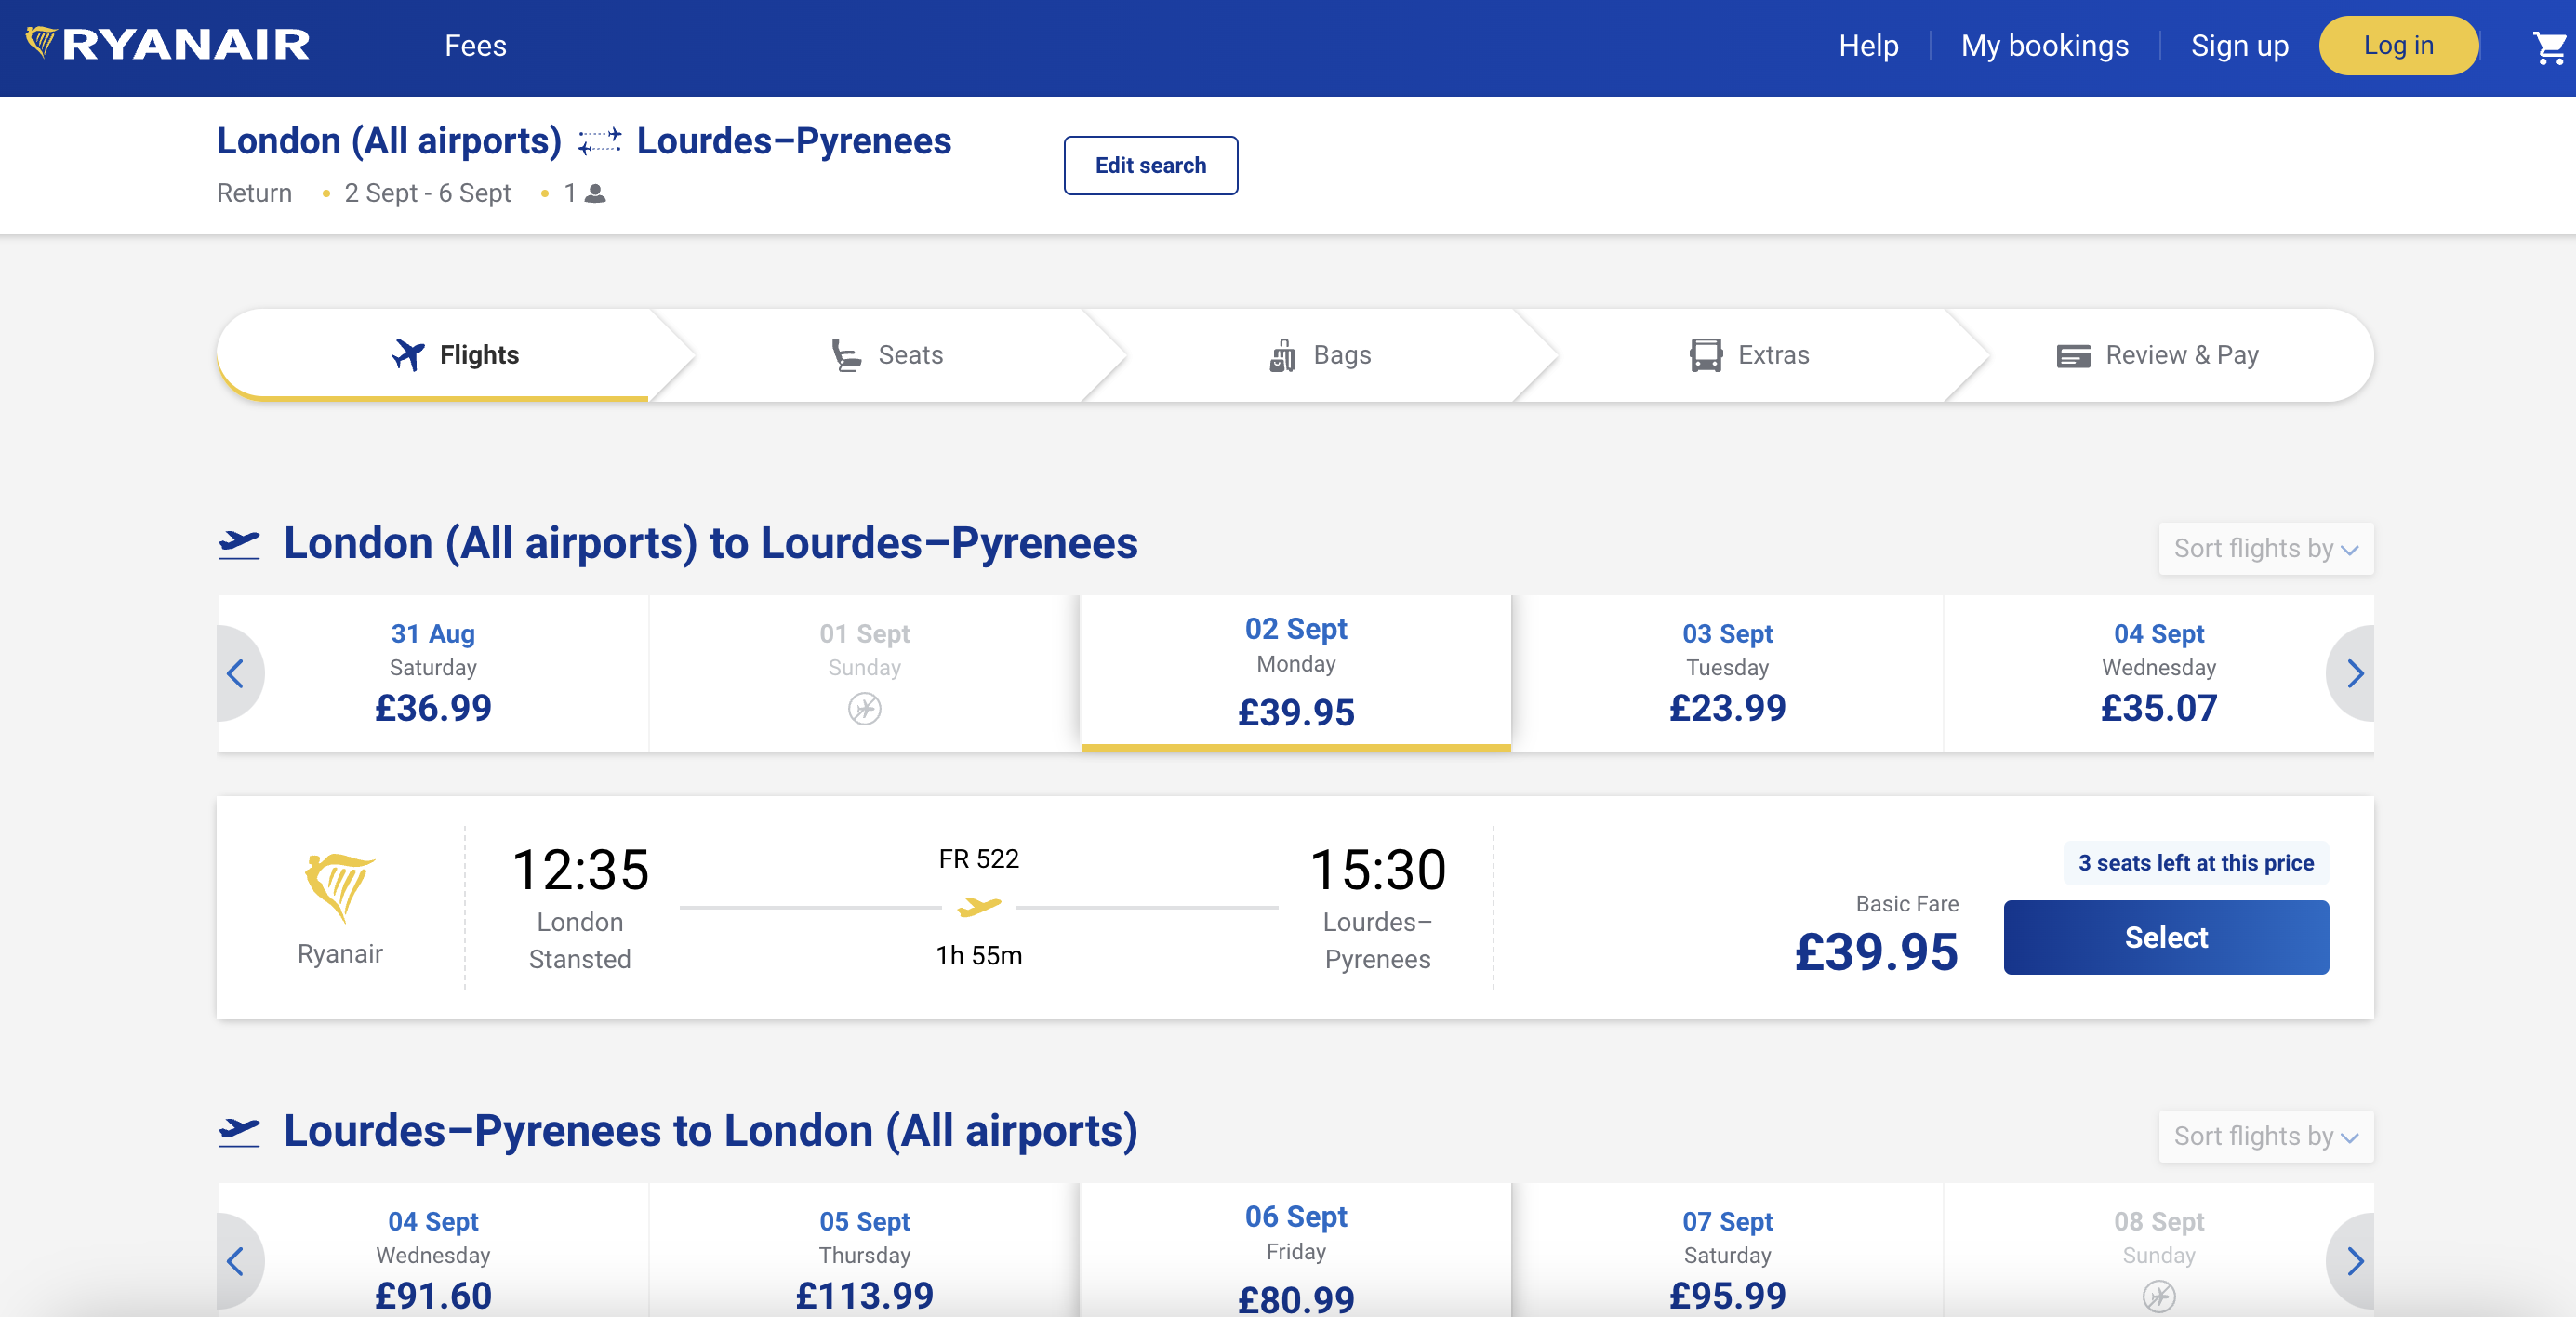 RYANAIR
Fees
Help
My bookings
Sign up
Log in
London (All airports) Lourdes–Pyrenees
Return • 2 Sept - 6 Sept • 1
Edit search
Flights
Seats
Bags
Extras
Review & Pay
London (All airports) to Lourdes–Pyrenees
Sort flights by
31 Aug
Saturday
£36.99
01 Sept
Sunday
02 Sept
Monday
£39.95
03 Sept
Tuesday
£23.99
04 Sept
Wednesday
£35.07
Ryanair
12:35
London
Stansted
FR 522
1h 55m
15:30
Lourdes–
Pyrenees
Basic Fare
£39.95
3 seats left at this price
Select
Lourdes–Pyrenees to London (All airports)
Sort flights by
04 Sept
Wednesday
£91.60
05 Sept
Thursday
£113.99
06 Sept
Friday
£80.99
07 Sept
Saturday
£95.99
08 Sept
Sunday